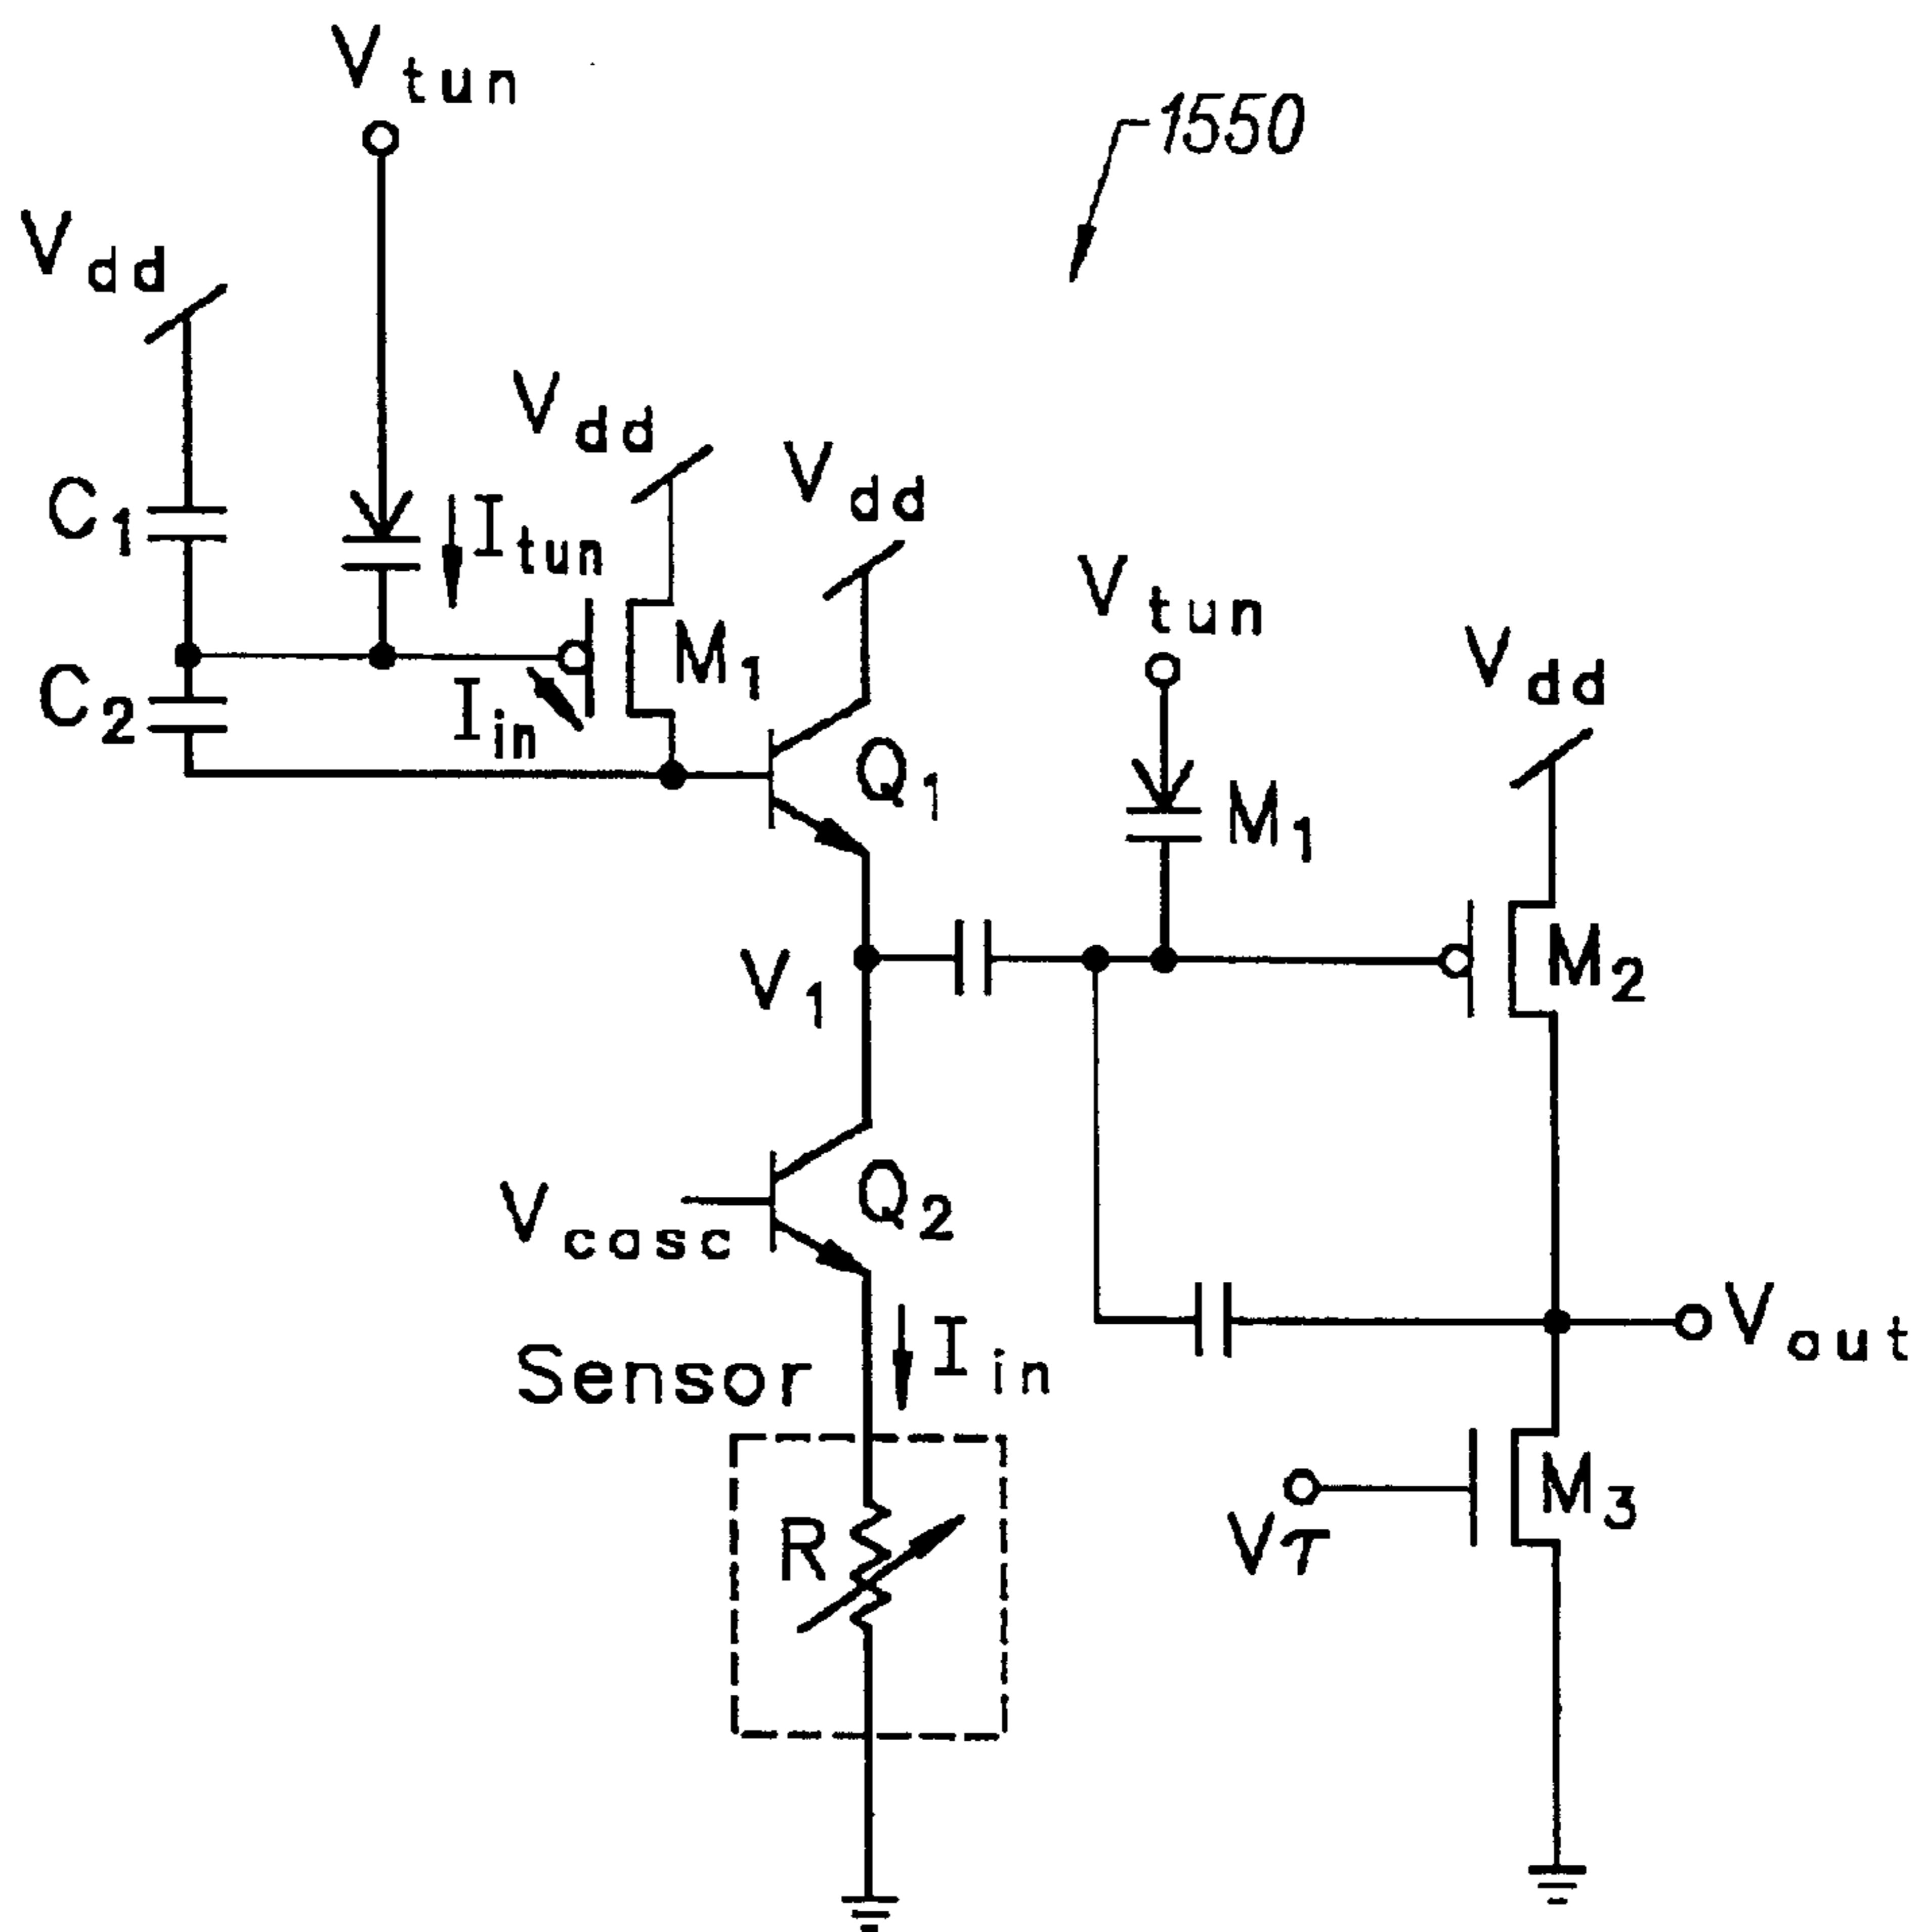 Vtun
1550
Vdd
Vdd
Vdd
C1
Itun
M1
Vtun
Vdd
C2
Iin
Q1
M1
M2
V1
Q2
Vcasc
Iin
Vout
Sensor
M3
R
Vτ